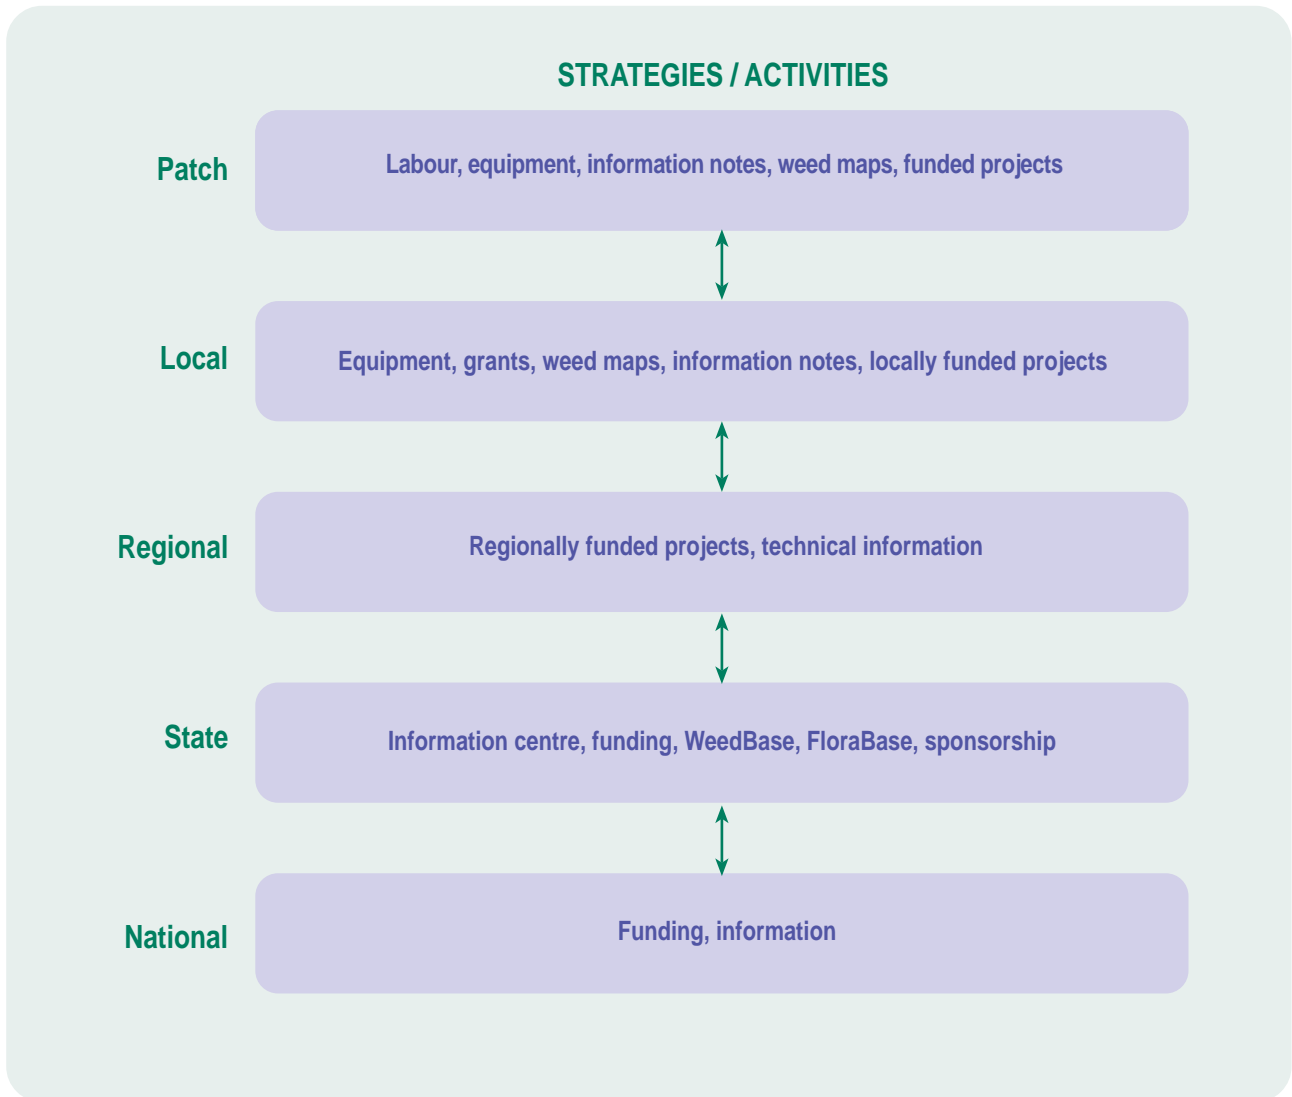 STRATEGIES / ACTIVITIES
Patch
Labour, equipment, information notes, weed maps, funded projects
Local
Equipment, grants, weed maps, information notes, locally funded projects
Regional
Regionally funded projects, technical information
State
Information centre, funding, WeedBase, FloraBase, sponsorship
National
Funding, information